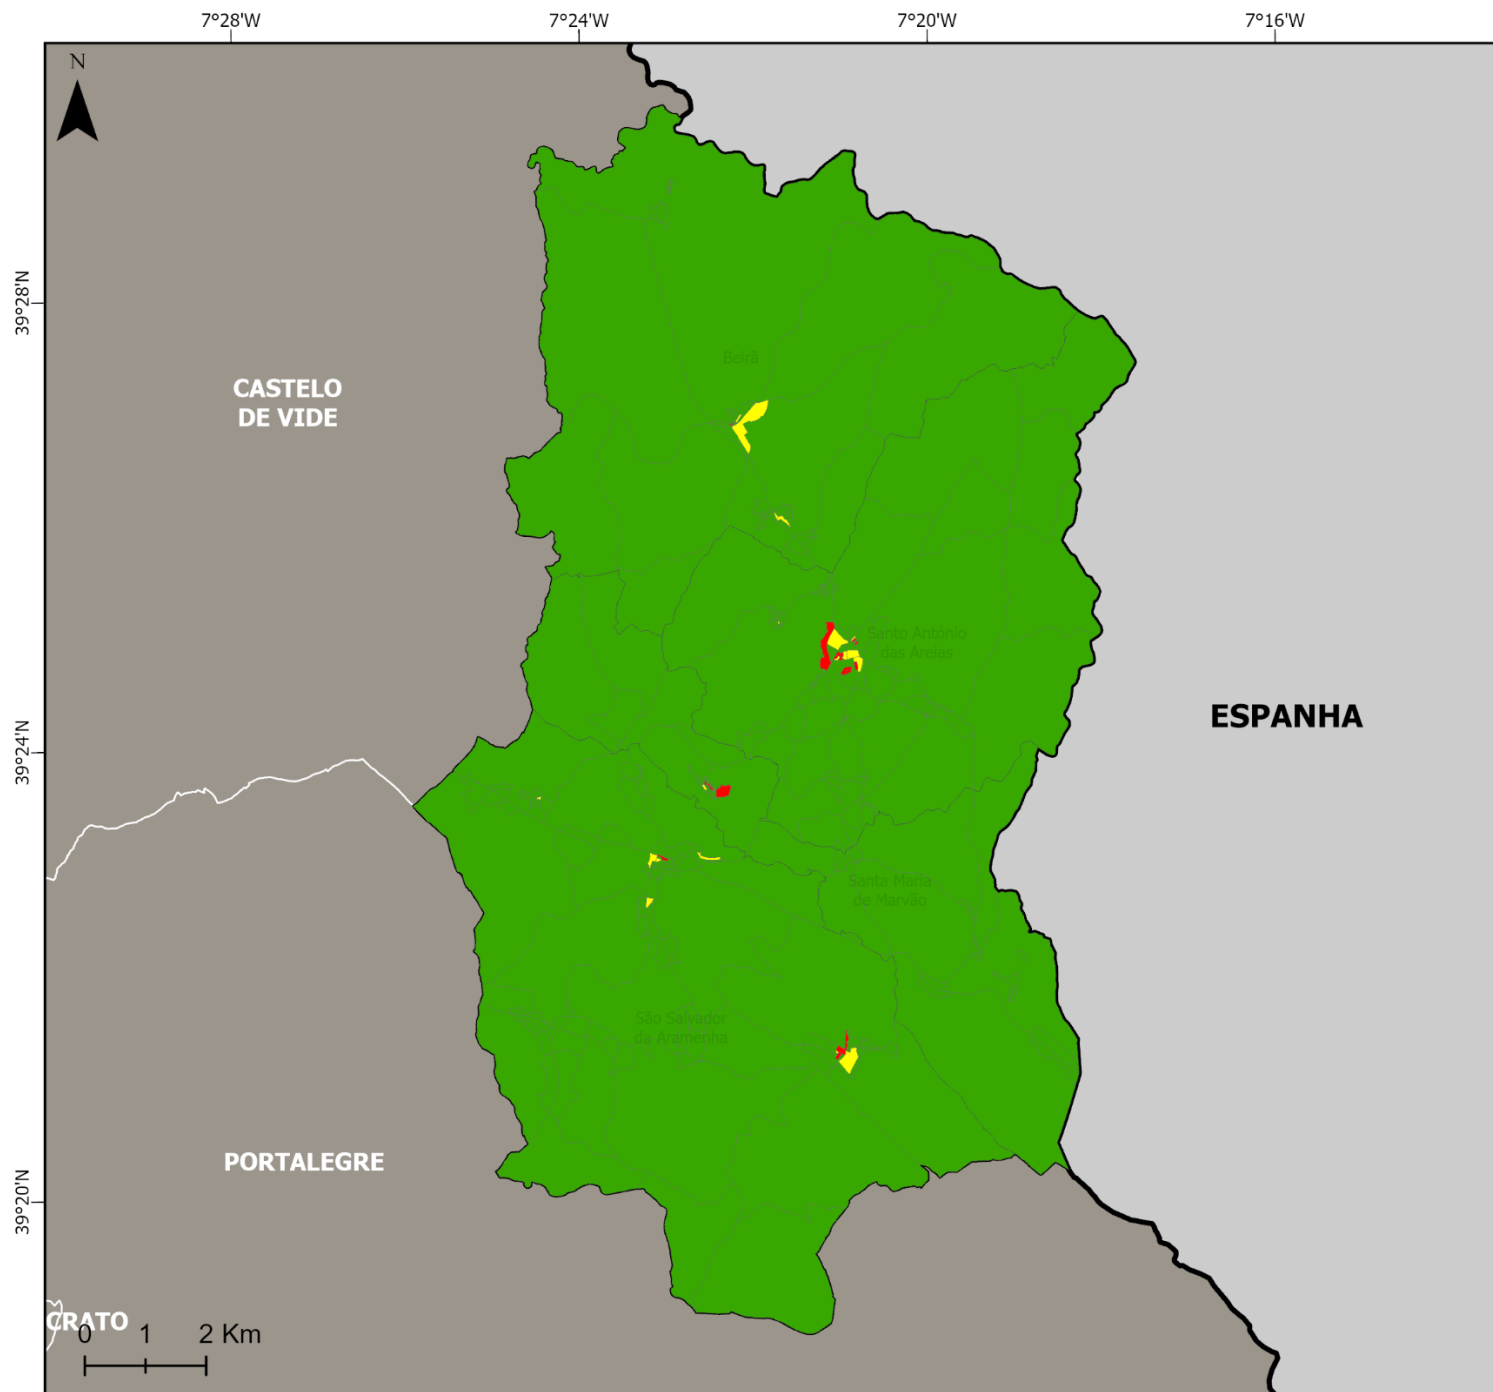 7°28'W
7°24'W
7°20'W
7°16'W
N
39°28'N
Beirã
CASTELO
DE VIDE
Santo António
das Areias
ESPANHA
39°24'N
Santa Maria
de Marvão
São Salvador
da Aramenha
PORTALEGRE
39°20'N
CRATO
0 1 2 Km